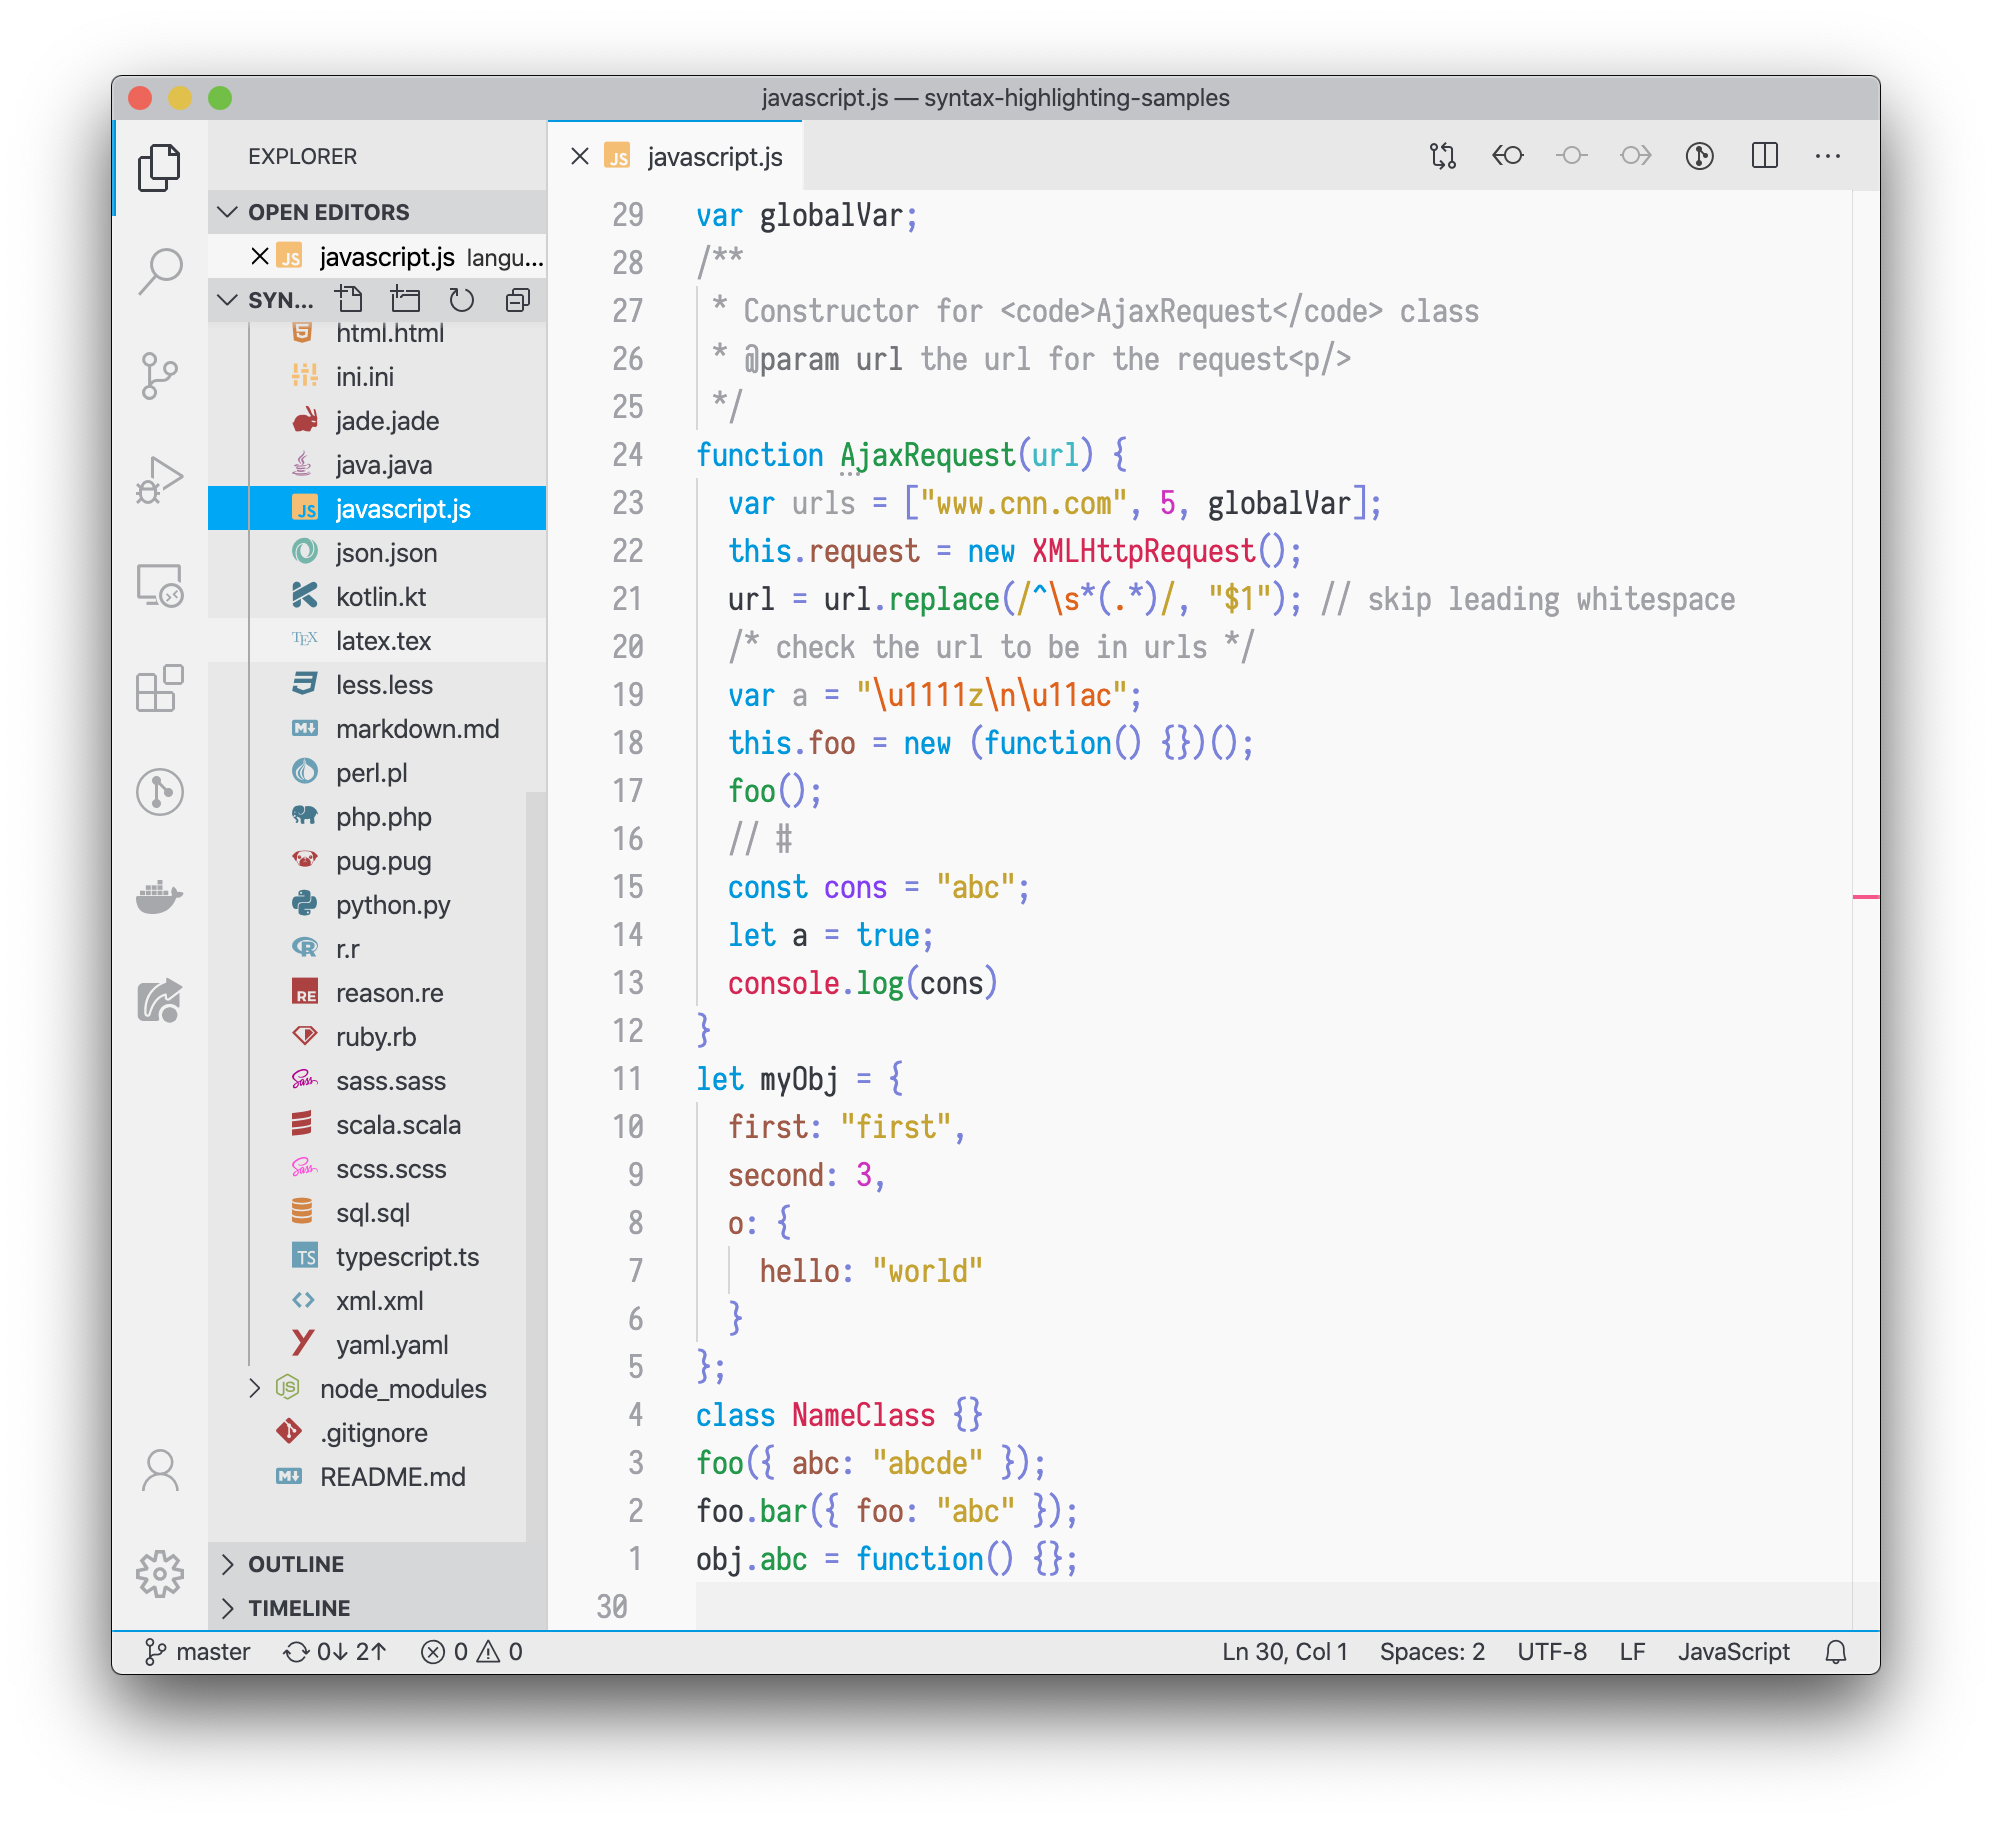 javascript.js — syntax-highlighting-samples
EXPLORER
OPEN EDITORS
JS javascript.js langu...
SYN...
html.html
ini.ini
jade.jade
java.java
JS javascript.js
json.json
kotlin.kt
TEX latex.tex
less.less
M↓ markdown.md
perl.pl
php.php
pug.pug
python.py
R r.r
RE reason.re
ruby.rb
Sass sass.sass
scala.scala
Sass scss.scss
sql.sql
TS typescript.ts
<> xml.xml
Y yaml.yaml
JS node_modules
.gitignore
M↓ README.md
OUTLINE
TIMELINE
JS javascript.js
29 var globalVar;
28 /**
27  * Constructor for <code>AjaxRequest</code> class
26  * @param url the url for the request<p/>
25  */
24 function AjaxRequest(url) {
23   var urls = ["www.cnn.com", 5, globalVar];
22   this.request = new XMLHttpRequest();
21   url = url.replace(/^\s*(.*)/, "$1"); // skip leading whitespace
20   /* check the url to be in urls */
19   var a = "\u1111z\n\u11ac";
18   this.foo = new (function() {})();
17   foo();
16   // #
15   const cons = "abc";
14   let a = true;
13   console.log(cons)
12 }
11 let myObj = {
10   first: "first",
9   second: 3,
8   o: {
7     hello: "world"
6   }
5 };
4 class NameClass {}
3 foo({ abc: "abcde" });
2 foo.bar({ foo: "abc" });
1 obj.abc = function() {};
30
master 0↓ 2↑ 0 0 Ln 30, Col 1 Spaces: 2 UTF-8 LF JavaScript